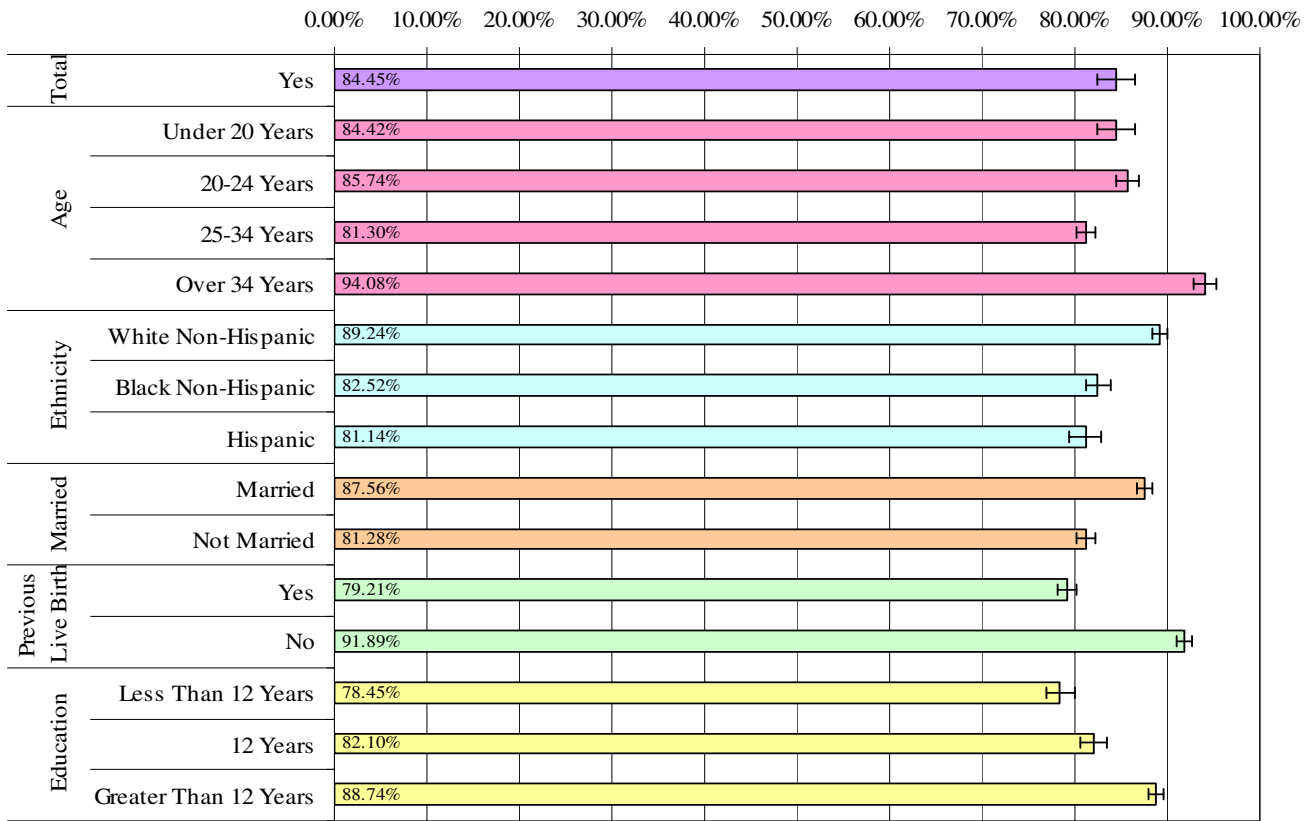 0.00% 10.00% 20.00% 30.00% 40.00% 50.00% 60.00% 70.00% 80.00% 90.00% 100.00%
Total
Yes 84.45%
Age
Under 20 Years 84.42%
20-24 Years 85.74%
25-34 Years 81.30%
Over 34 Years 94.08%
Ethnicity
White Non-Hispanic 89.24%
Black Non-Hispanic 82.52%
Hispanic 81.14%
Married
Married 87.56%
Not Married 81.28%
Previous
Live Birth
Yes 79.21%
No 91.89%
Education
Less Than 12 Years 78.45%
12 Years 82.10%
Greater Than 12 Years 88.74%